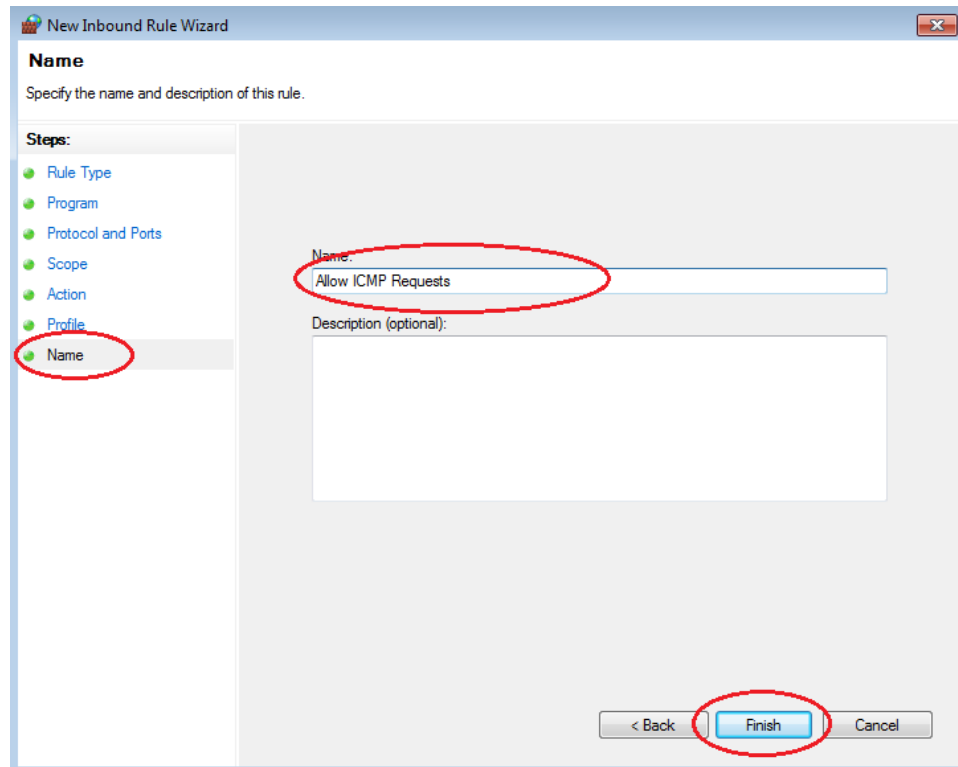 New Inbound Rule Wizard
Name
Specify the name and description of this rule.
Steps:
Rule Type
Program
Protocol and Ports
Scope
Action
Profile
Name
Name:
Allow ICMP Requests
Description (optional):
< Back
Finish
Cancel